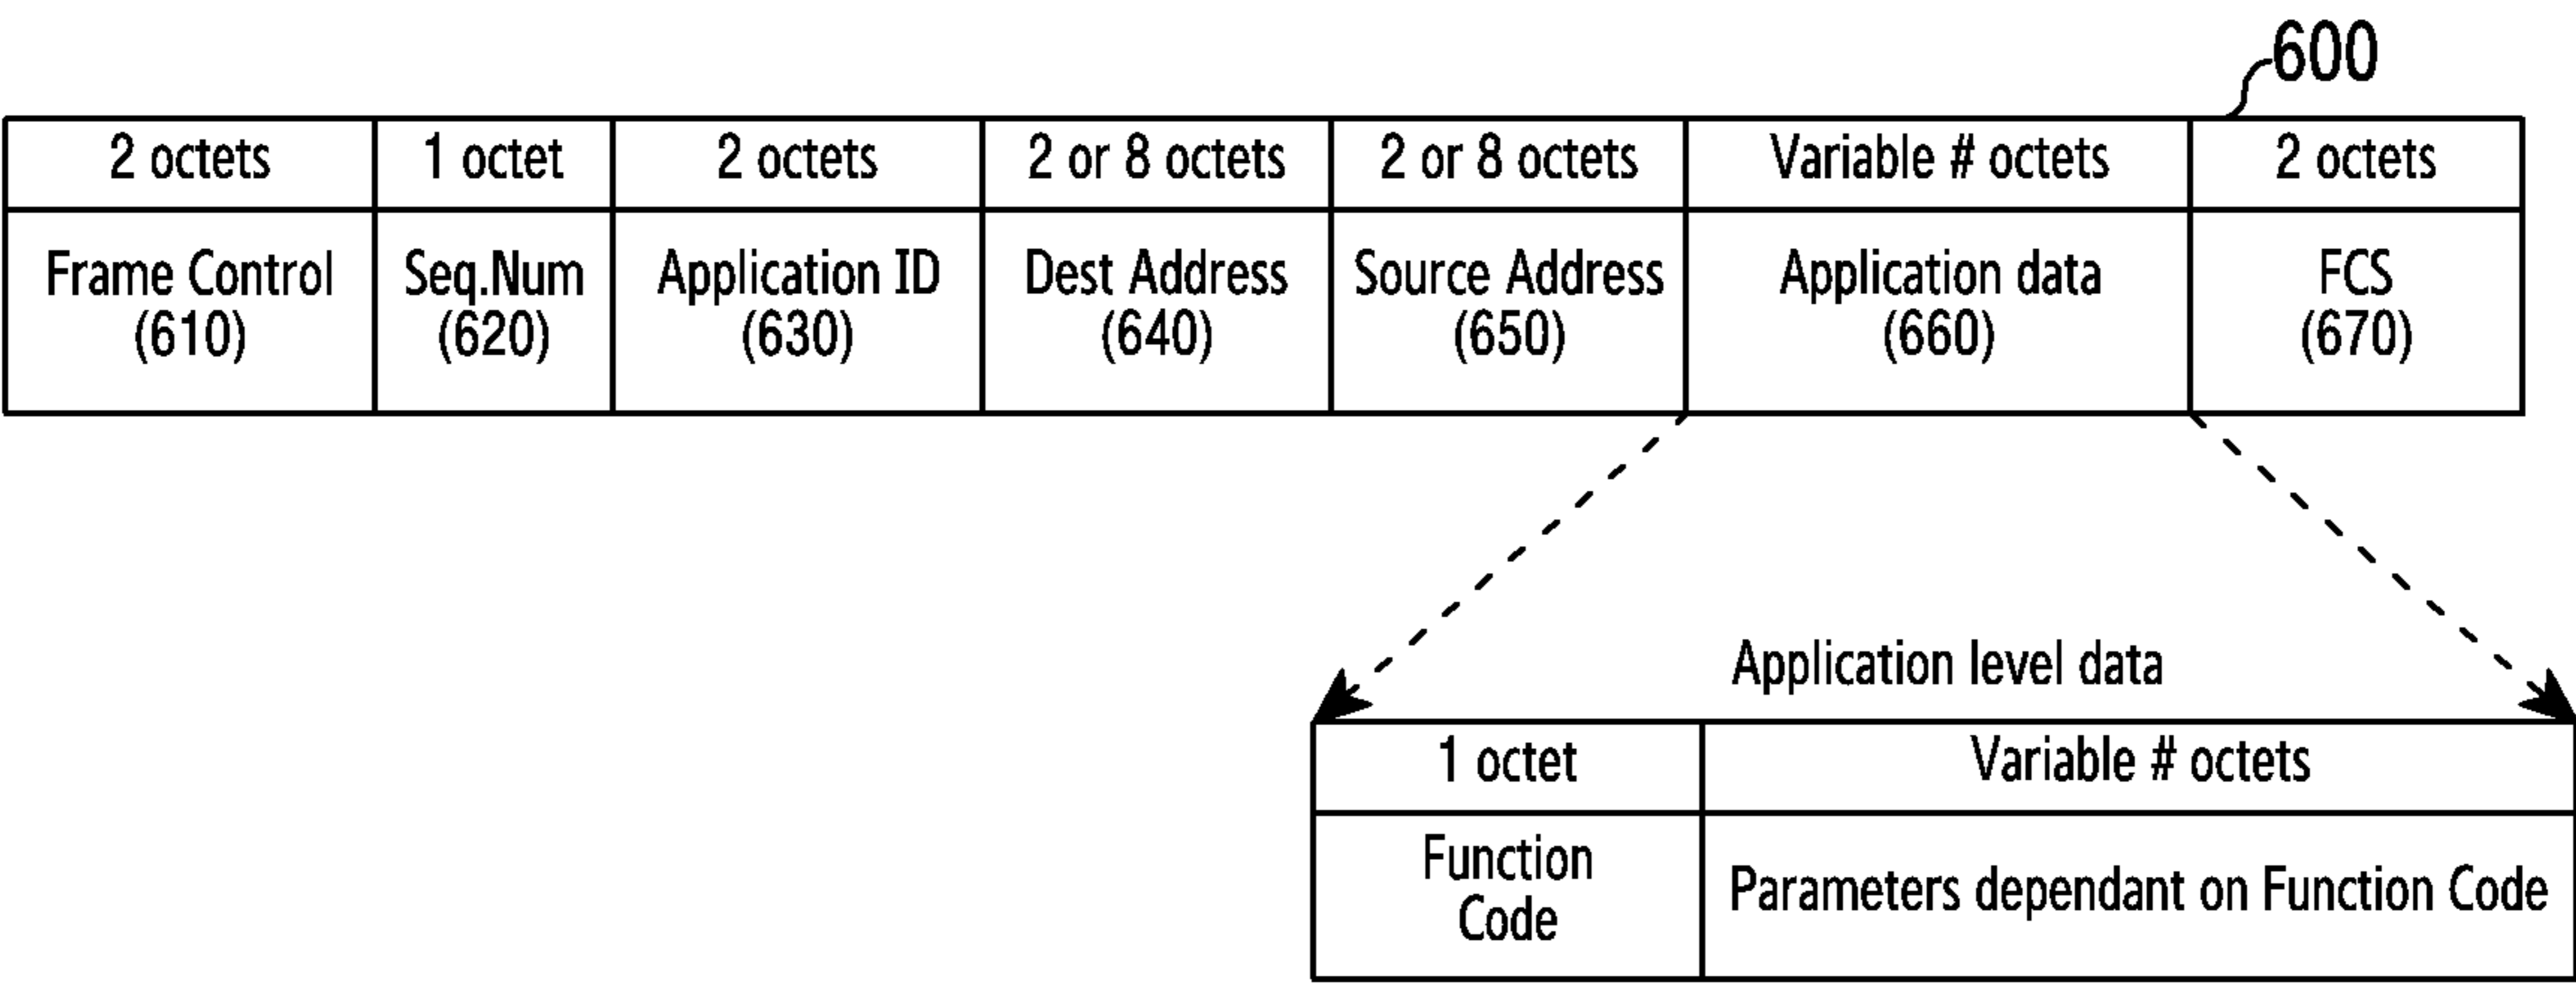 600
2 octets
1 octet
2 octets
2 or 8 octets
2 or 8 octets
Variable # octets
2 octets
Frame Control
(610)
Seq.Num
(620)
Application ID
(630)
Dest Address
(640)
Source Address
(650)
Application data
(660)
FCS
(670)
Application level data
1 octet
Variable # octets
Function
Code
Parameters dependant on Function Code